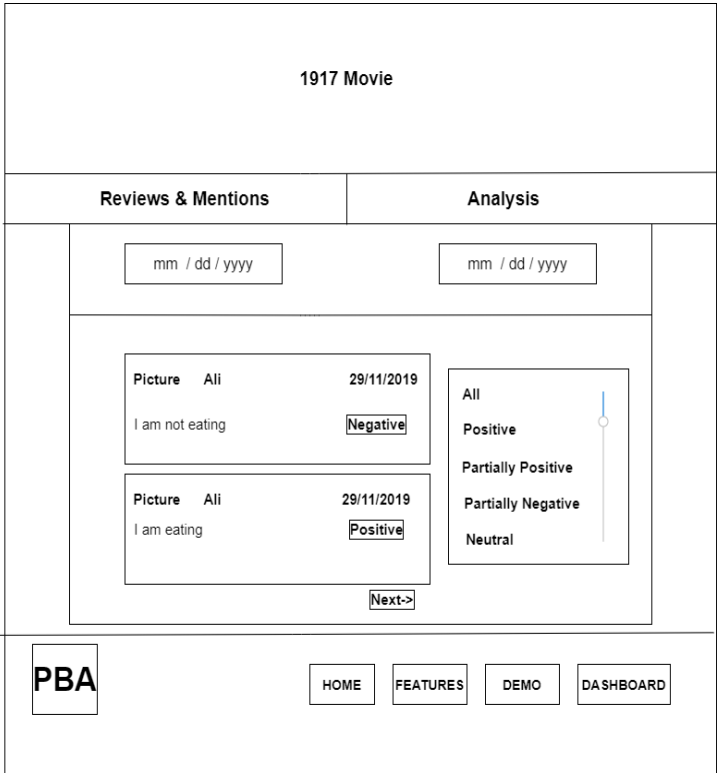 1917 Movie
Reviews & Mentions Analysis
mm / dd / yyyy mm / dd / yyyy
Picture Ali 29/11/2019
I am not eating Negative
Picture Ali 29/11/2019
I am eating Positive
Next->
All
Positive
Partially Positive
Partially Negative
Neutral
PBA HOME FEATURES DEMO DASHBOARD